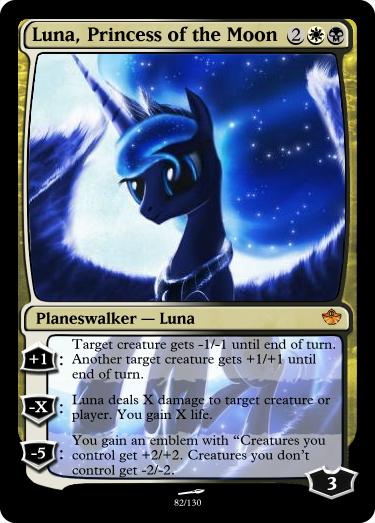 Luna, Princess of the Moon 2
Planeswalker — Luna
+1: Target creature gets -1/-1 until end of turn.
Another target creature gets +1/+1 until
end of turn.
-X: Luna deals X damage to target creature or
player. You gain X life.
-5: You gain an emblem with “Creatures you
control get +2/+2. Creatures you don't
control get -2/-2.
3
82/130